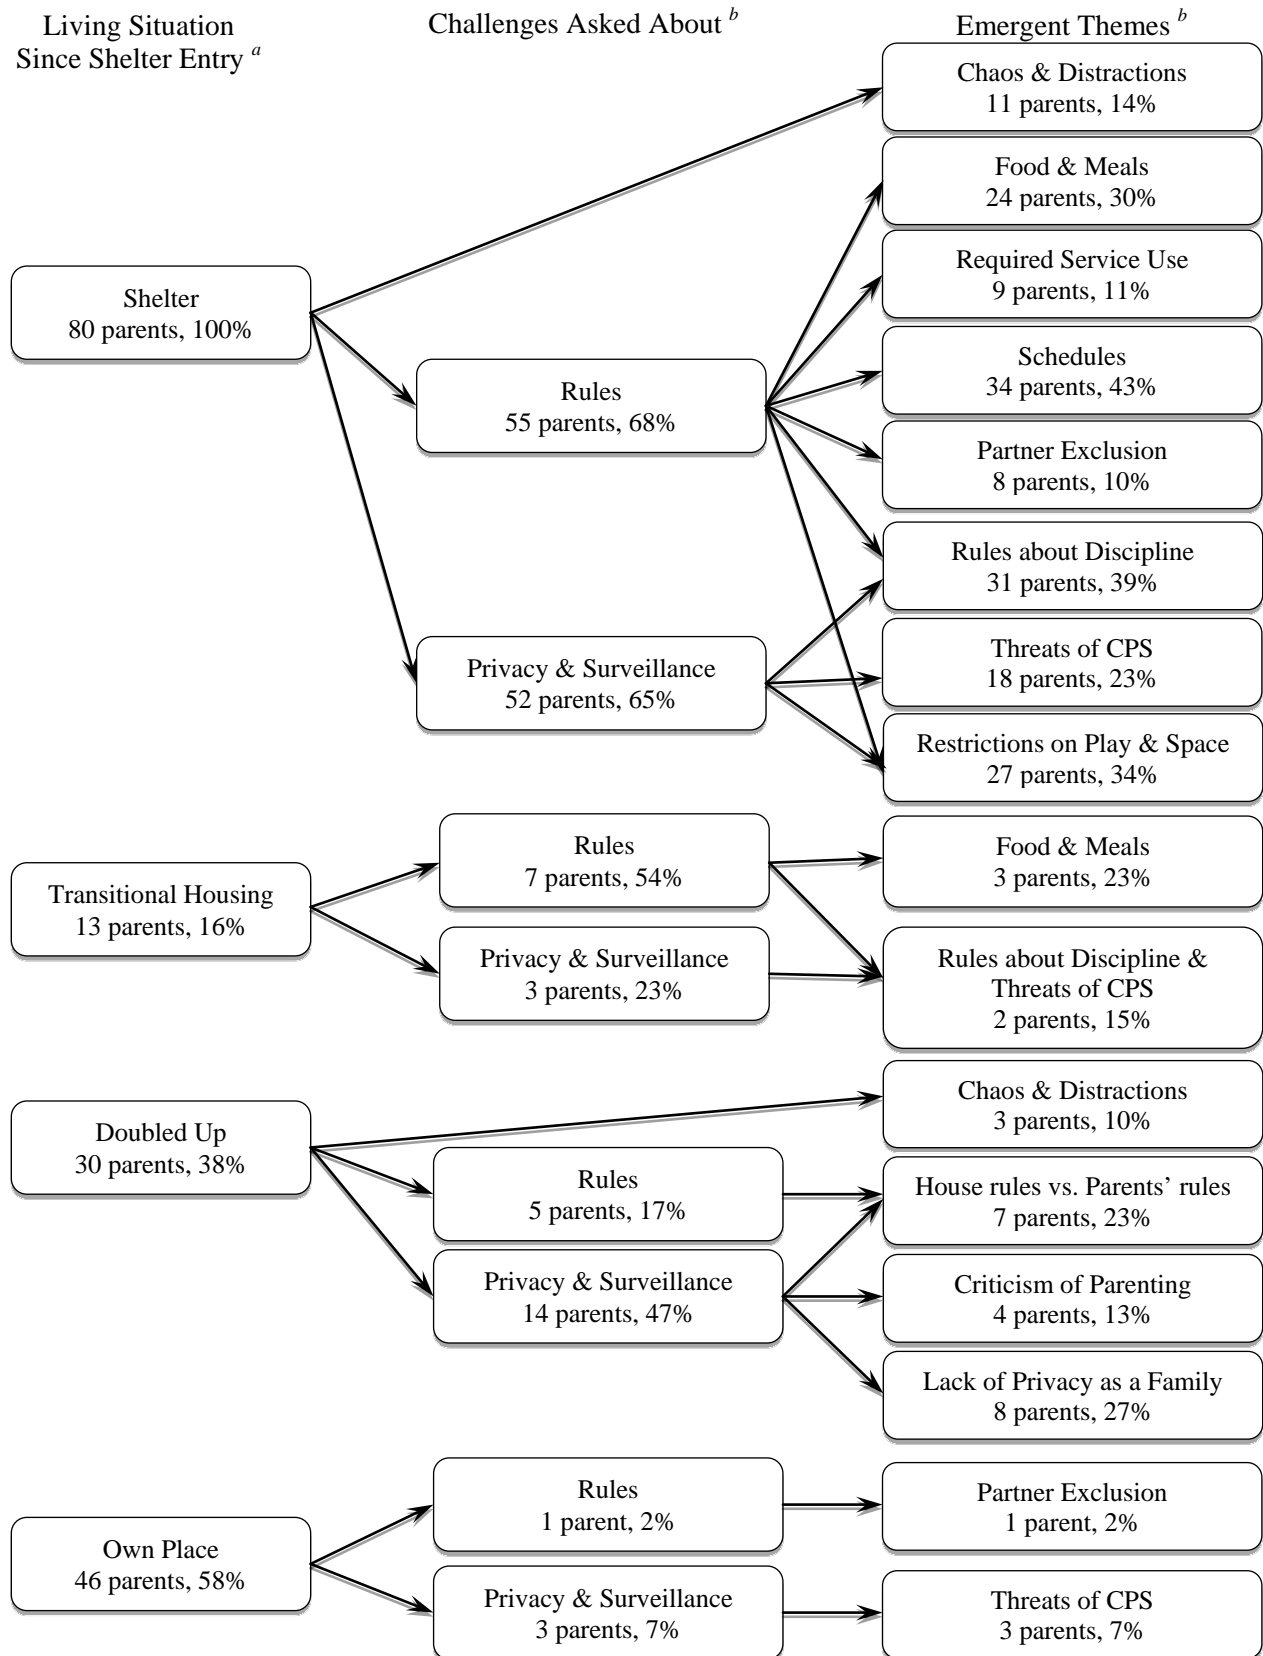 Living Situation
Since Shelter Entry a
Challenges Asked About b
Emergent Themes b
Chaos & Distractions
11 parents, 14%
Food & Meals
24 parents, 30%
Required Service Use
9 parents, 11%
Shelter
80 parents, 100%
Schedules
34 parents, 43%
Rules
55 parents, 68%
Partner Exclusion
8 parents, 10%
Rules about Discipline
31 parents, 39%
Privacy & Surveillance
52 parents, 65%
Threats of CPS
18 parents, 23%
Restrictions on Play & Space
27 parents, 34%
Transitional Housing
13 parents, 16%
Rules
7 parents, 54%
Food & Meals
3 parents, 23%
Privacy & Surveillance
3 parents, 23%
Rules about Discipline &
Threats of CPS
2 parents, 15%
Doubled Up
30 parents, 38%
Chaos & Distractions
3 parents, 10%
Rules
5 parents, 17%
House rules vs. Parents’ rules
7 parents, 23%
Privacy & Surveillance
14 parents, 47%
Criticism of Parenting
4 parents, 13%
Lack of Privacy as a Family
8 parents, 27%
Own Place
46 parents, 58%
Rules
1 parent, 2%
Partner Exclusion
1 parent, 2%
Privacy & Surveillance
3 parents, 7%
Threats of CPS
3 parents, 7%